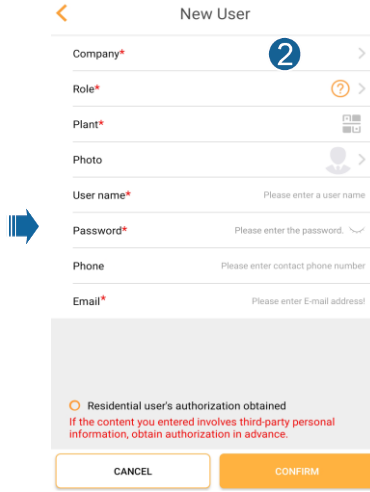 New User
Company*
2
Role*
?
Plant*
Photo
User name* Please enter a user name
Password* Please enter the password.
Phone Please enter contact phone number
Email* Please enter E-mail address!
Residential user's authorization obtained
If the content you entered involves third-party personal
information, obtain authorization in advance.
CANCEL CONFIRM